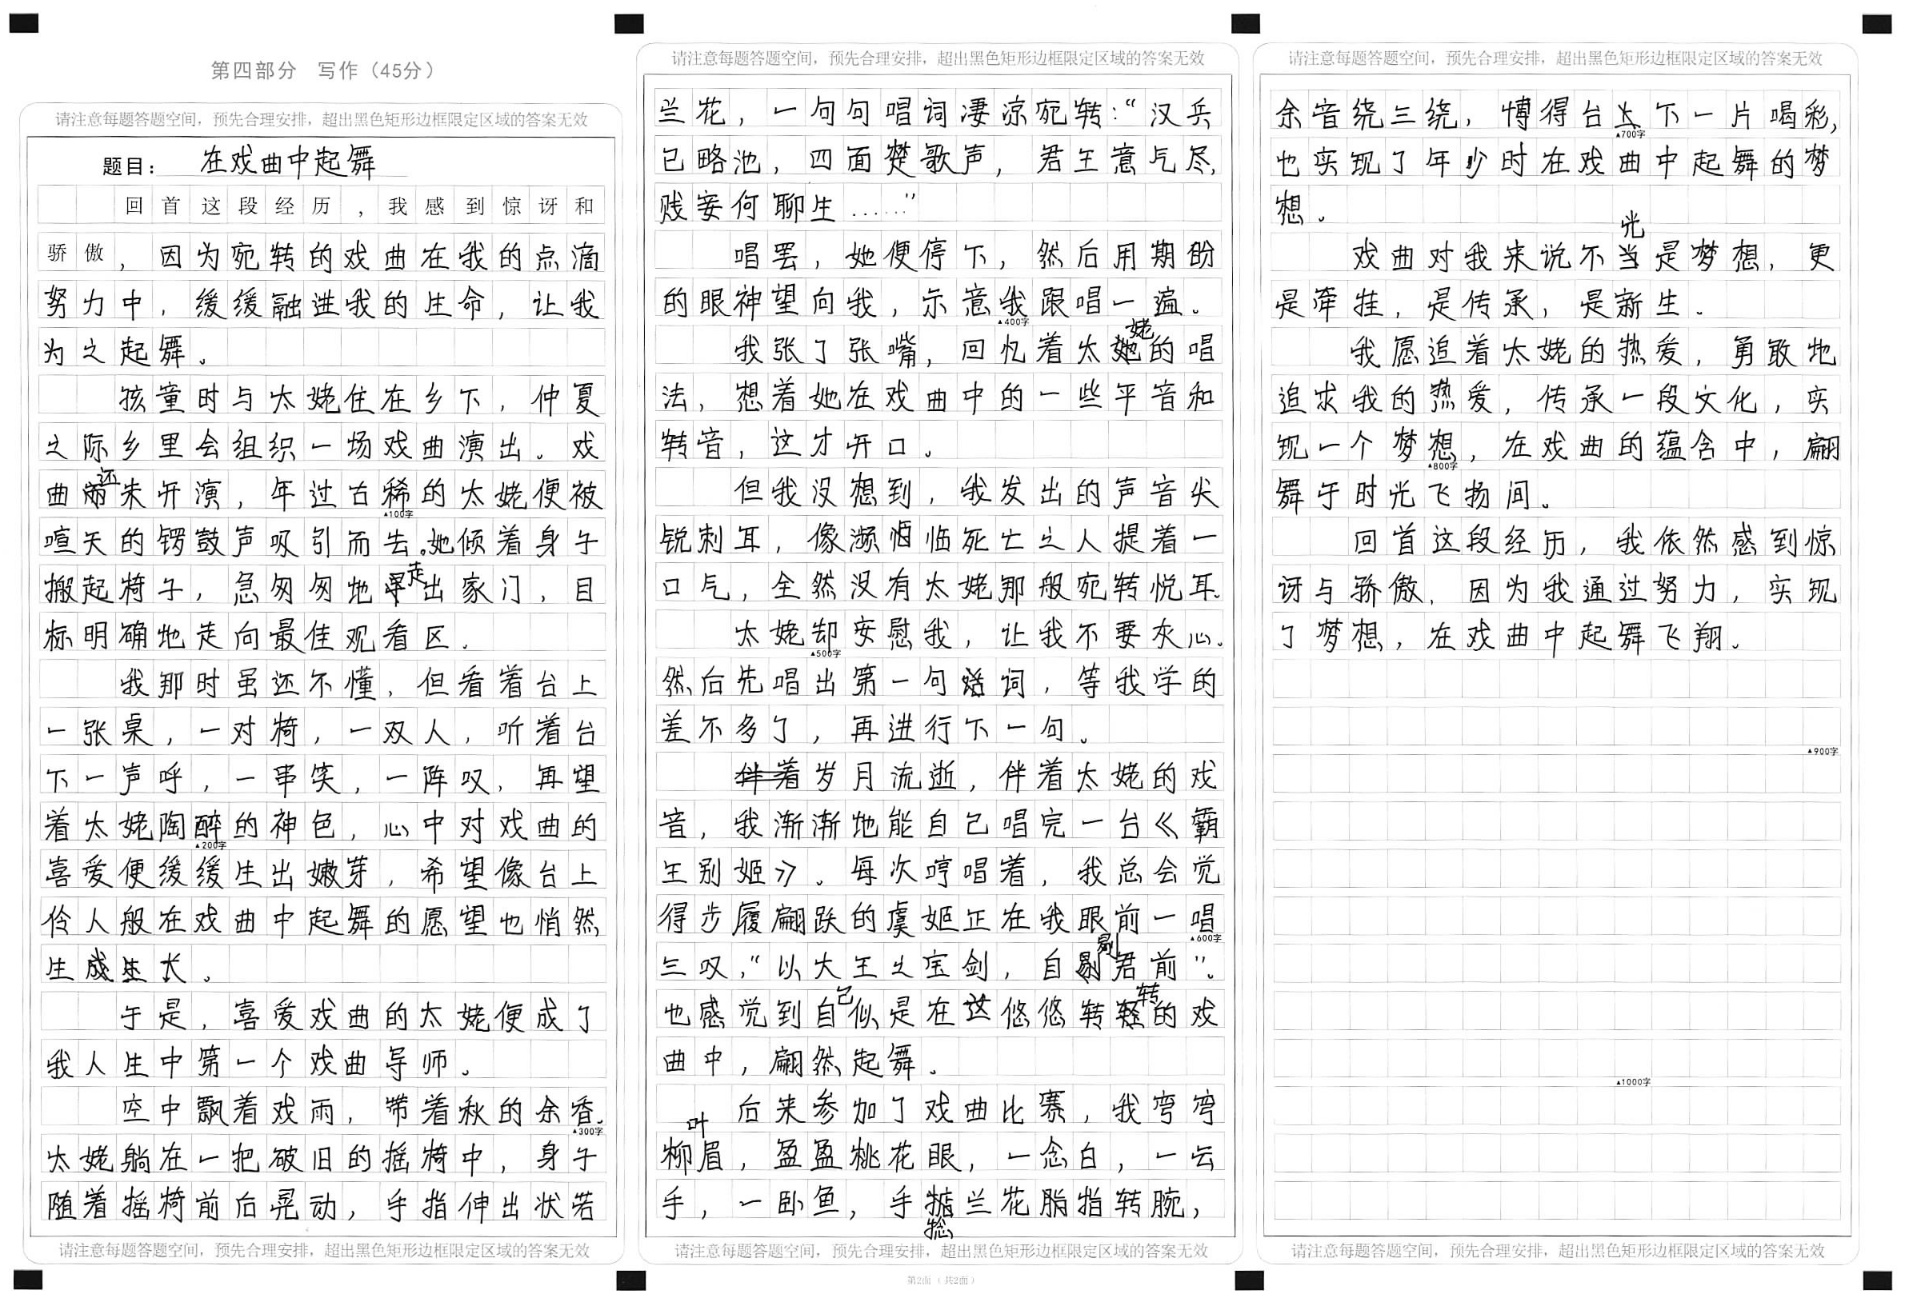 第四部分 写作（45分）
请注意每题答题空间，预先合理安排，超出黑色矩形边框限定区域的答案无效
题目：在戏曲中起舞
回首这段经历，我感到惊讶和
骄傲，因为宛转的戏曲在我的点滴
努力中，缓缓融进我的生命，让我
为之起舞。
孩童时与太姥住在乡下，仲夏
之际乡里会组织一场戏曲演出。戏
曲还未开演，年过古稀的太姥便被
▲100字
喧天的锣鼓声吸引而去。她倾着身子
搬起椅子，急匆匆地走出家门，目
标明确地走向最佳观看区。
我那时虽还不懂，但看着台上
一张桌，一对椅，一双人，听着台
下一声呼，一串笑，一阵叹，再望
着太姥陶醉的神色，心中对戏曲的
▲200字
喜爱便缓缓生出嫩芽，希望像台上
伶人般在戏曲中起舞的愿望也悄然
生成生长。
于是，喜爱戏曲的太姥便成了
我人生中第一个戏曲导师。
空中飘着戏雨，带着秋的余香。
▲300字
太姥躺在一把破旧的摇椅中，身子
随着摇椅前后晃动，手指伸出状若
请注意每题答题空间，预先合理安排，超出黑色矩形边框限定区域的答案无效
请注意每题答题空间，预先合理安排，超出黑色矩形边框限定区域的答案无效
兰花，一句句唱词凄凉宛转：“汉兵
已略池，四面楚歌声，君王意气尽，
贱妾何聊生……”
唱罢，她便停下，然后用期盼
的眼神望向我，示意我跟唱一遍。
▲400字
我张了张嘴，回忆着太姥的唱
法，想着她在戏曲中的一些平音和
转音，这才开口。
但我没想到，我发出的声音尖
锐刺耳，像濒临死亡之人提着一
口气，全然没有太姥那般宛转悦耳。
太姥却安慰我，让我不要灰心。
▲500字
然后先唱出第一句词，等我学的
差不多了，再进行下一句。
岁月流逝，伴着太姥的戏
音，我渐渐地能自己唱完一台《霸
王别姬》。每次哼唱着，我总会觉
得步履翩跹的虞姬正在我眼前一唱
▲600字
三叹，“以大王之宝剑，自剔君前”。
也感觉到自己似是在这悠悠转转的戏
曲中，翩然起舞。
后来参加了戏曲比赛，我弯弯
柳叶眉，盈盈桃花眼，一念白，一云
手，一卧鱼，手捻兰花指转腕，
请注意每题答题空间，预先合理安排，超出黑色矩形边框限定区域的答案无效
第2面（共2面）
请注意每题答题空间，预先合理安排，超出黑色矩形边框限定区域的答案无效
余音绕三绕，博得台下一片喝彩，
▲700字
也实现了年少时在戏曲中起舞的梦
想。
戏曲对我来说不光是梦想，更
是牵挂，是传承，是新生。
我愿追着太姥的热爱，勇敢地
追求我的热爱，传承一段文化，实
现一个梦想，在戏曲的蕴含中，翩
▲800字
舞于时光飞扬间。
回首这段经历，我依然感到惊
讶与骄傲，因为我通过努力，实现
了梦想，在戏曲中起舞飞翔。
▲900字
▲1000字
请注意每题答题空间，预先合理安排，超出黑色矩形边框限定区域的答案无效